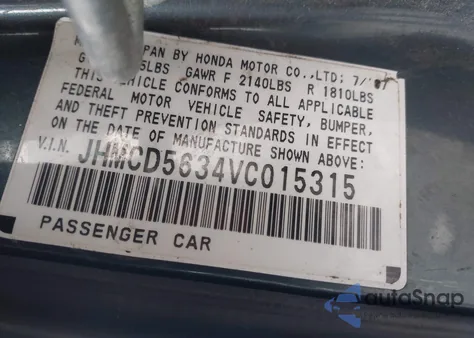 PAN BY HONDA MOTOR CO.,LTD; 7/'97
5LBS GAWR F 2140LBS R 1810LBS
THIS VEHICLE CONFORMS TO ALL APPLICABLE
FEDERAL MOTOR VEHICLE SAFETY, BUMPER,
AND THEFT PREVENTION STANDARDS IN EFFECT
ON THE DATE OF MANUFACTURE SHOWN ABOVE:
V.I.N. JHMCD5634VC015315
PASSENGER CAR
autoSnap